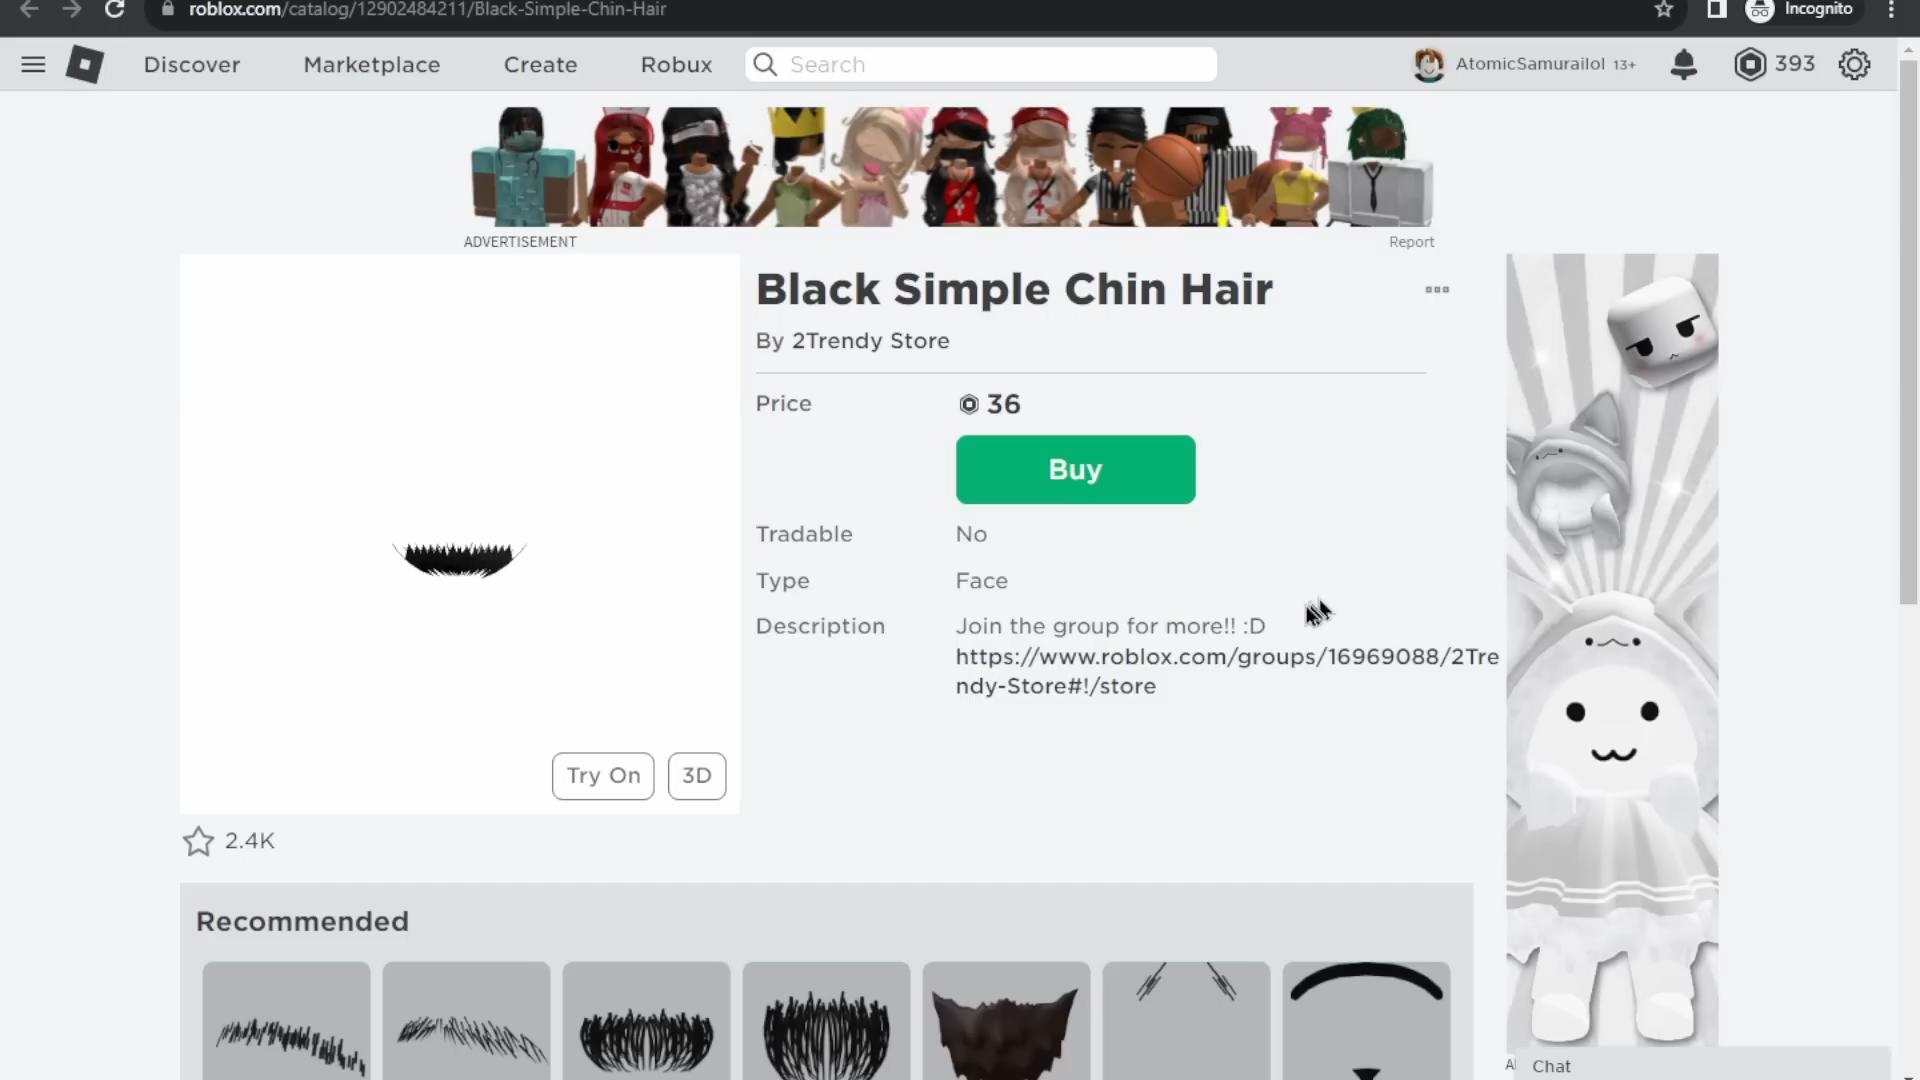 roblox.com/catalog/12902484211/Black-Simple-Chin-Hair
Incognito
Discover
Marketplace
Create
Robux
Search
AtomicSamurailol 13+
393
ADVERTISEMENT
Report
Black Simple Chin Hair
By 2Trendy Store
Price
36
Buy
Tradable
No
Type
Face
Description
Join the group for more!! :D
https://www.roblox.com/groups/16969088/2Tre
ndy-Store#!/store
Try On
3D
2.4K
Recommended
Chat